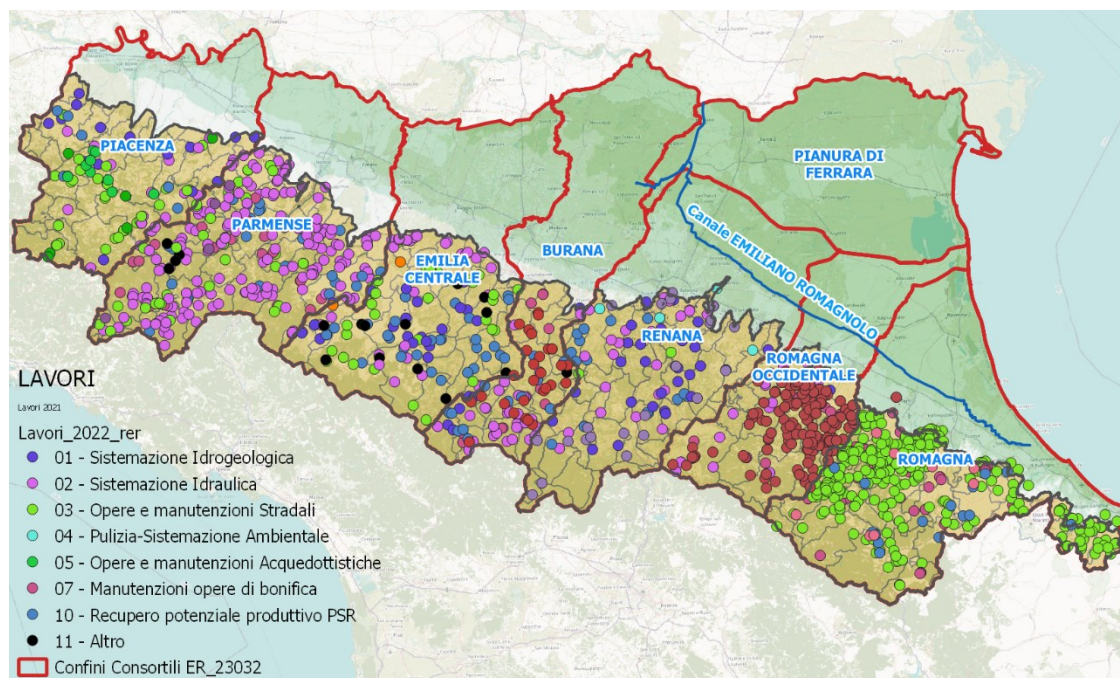 PIACENZA
PARMENSE
EMILIA
CENTRALE
BURANA
PIANURA DI
FERRARA
Canale EMILIANO ROMAGNOLO
RENANA
ROMAGNA
OCCIDENTALE
ROMAGNA
LAVORI
Lavori 2021
Lavori_2022_rer
01 - Sistemazione Idrogeologica
02 - Sistemazione Idraulica
03 - Opere e manutenzioni Stradali
04 - Pulizia-Sistemazione Ambientale
05 - Opere e manutenzioni Acquedottistiche
07 - Manutenzioni opere di bonifica
10 - Recupero potenziale produttivo PSR
11 - Altro
Confini Consortili ER_23032